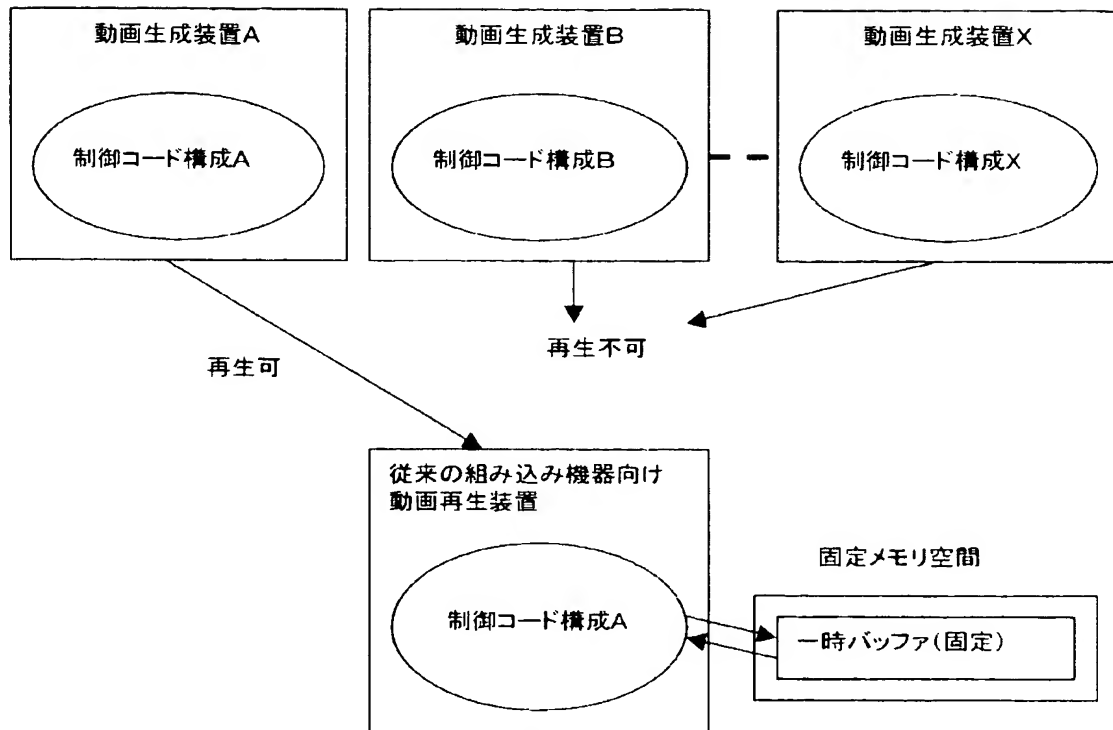 動画生成装置A
動画生成装置B
動画生成装置X
制御コード構成A
制御コード構成B
制御コード構成X
再生可
再生不可
従来の組み込み機器向け
動画再生装置
制御コード構成A
固定メモリ空間
一時バッファ(固定)